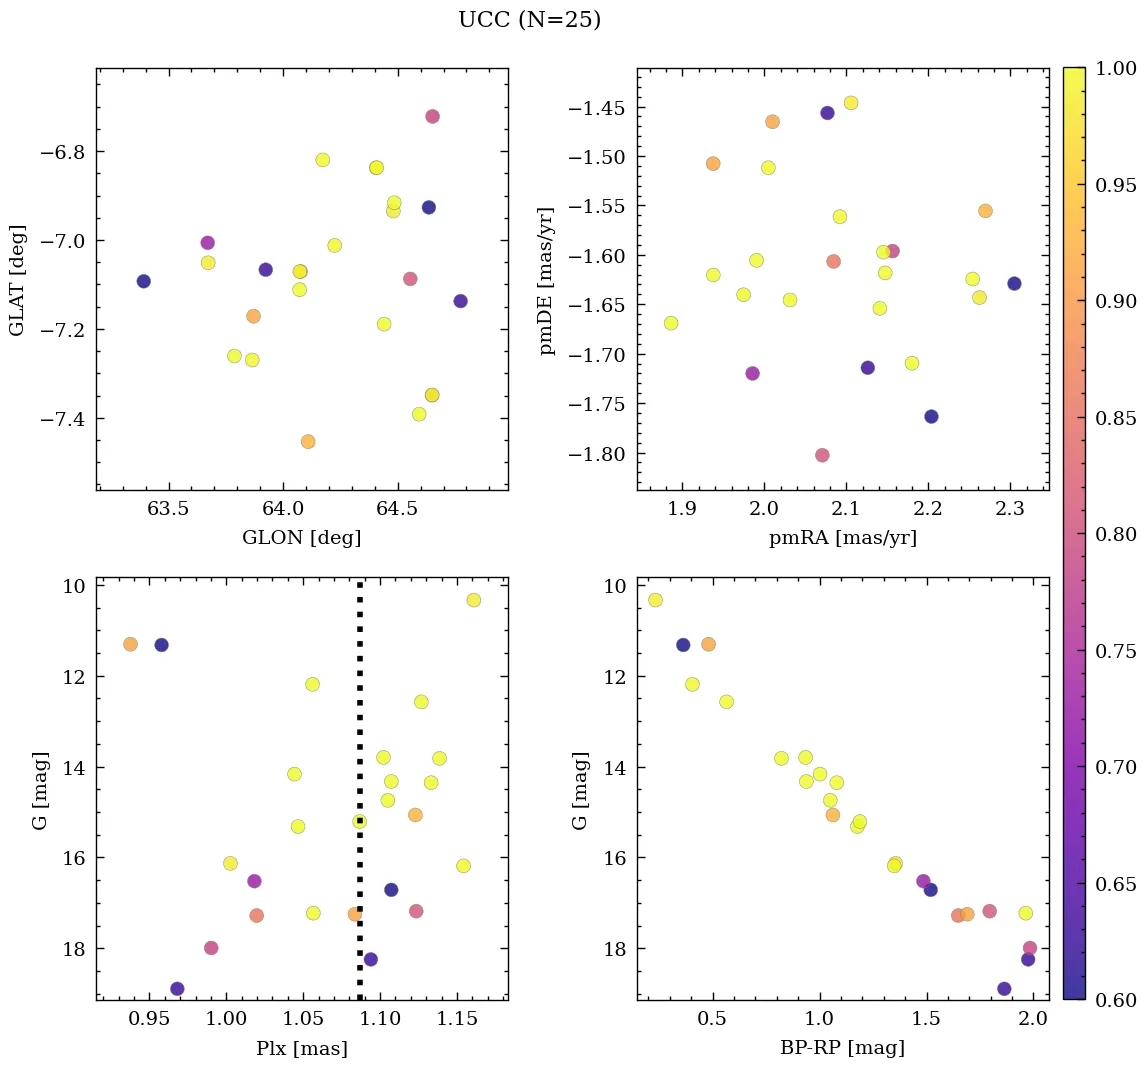 UCC (N=25)
−6.8
−7.0
−7.2
−7.4
GLAT [deg]
63.5 64.0 64.5
GLON [deg]
−1.45
−1.50
−1.55
−1.60
−1.65
−1.70
−1.75
−1.80
pmDE [mas/yr]
1.9 2.0 2.1 2.2 2.3
pmRA [mas/yr]
10
12
14
16
18
G [mag]
0.95 1.00 1.05 1.10 1.15
Plx [mas]
10
12
14
16
18
G [mag]
0.5 1.0 1.5 2.0
BP-RP [mag]
1.00
0.95
0.90
0.85
0.80
0.75
0.70
0.65
0.60